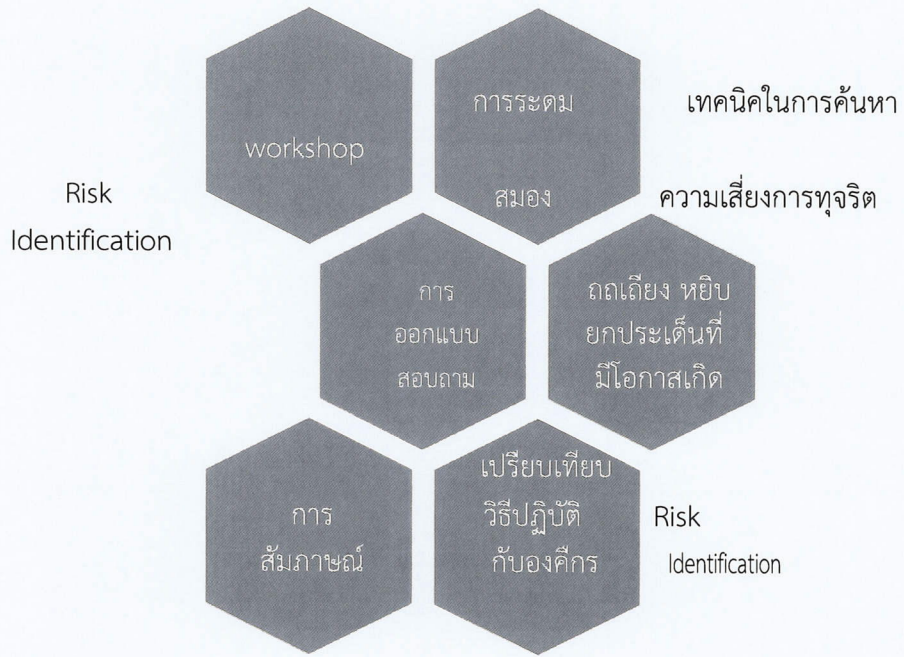 workshop
การระดม
สมอง
เทคนิคในการค้นหา
ความเสี่ยงการทุจริต
Risk
Identification
การ
ออกแบบ
สอบถาม
ถถเถียง หยิบ
ยกประเด็นที่
มีโอกาสเกิด
การ
สัมภาษณ์
เปรียบเทียบ
วิธีปฏิบัติ
กับองคืกร
Risk
Identification